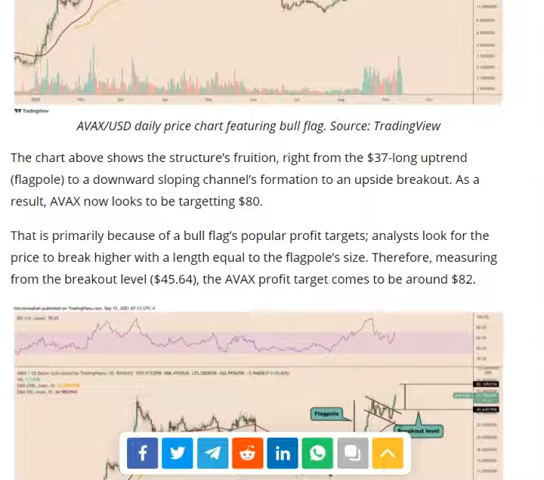 TradingView
AVAX/USD daily price chart featuring bull flag. Source: TradingView
The chart above shows the structure's fruition, right from the $37-long uptrend
(flagpole) to a downward sloping channel's formation to an upside breakout. As a
result, AVAX now looks to be targetting $80.
That is primarily because of a bull flag's popular profit targets; analysts look for the
price to break higher with a length equal to the flagpole's size. Therefore, measuring
from the breakout level ($45.64), the AVAX profit target comes to be around $82.
Flagpole
Breakout level